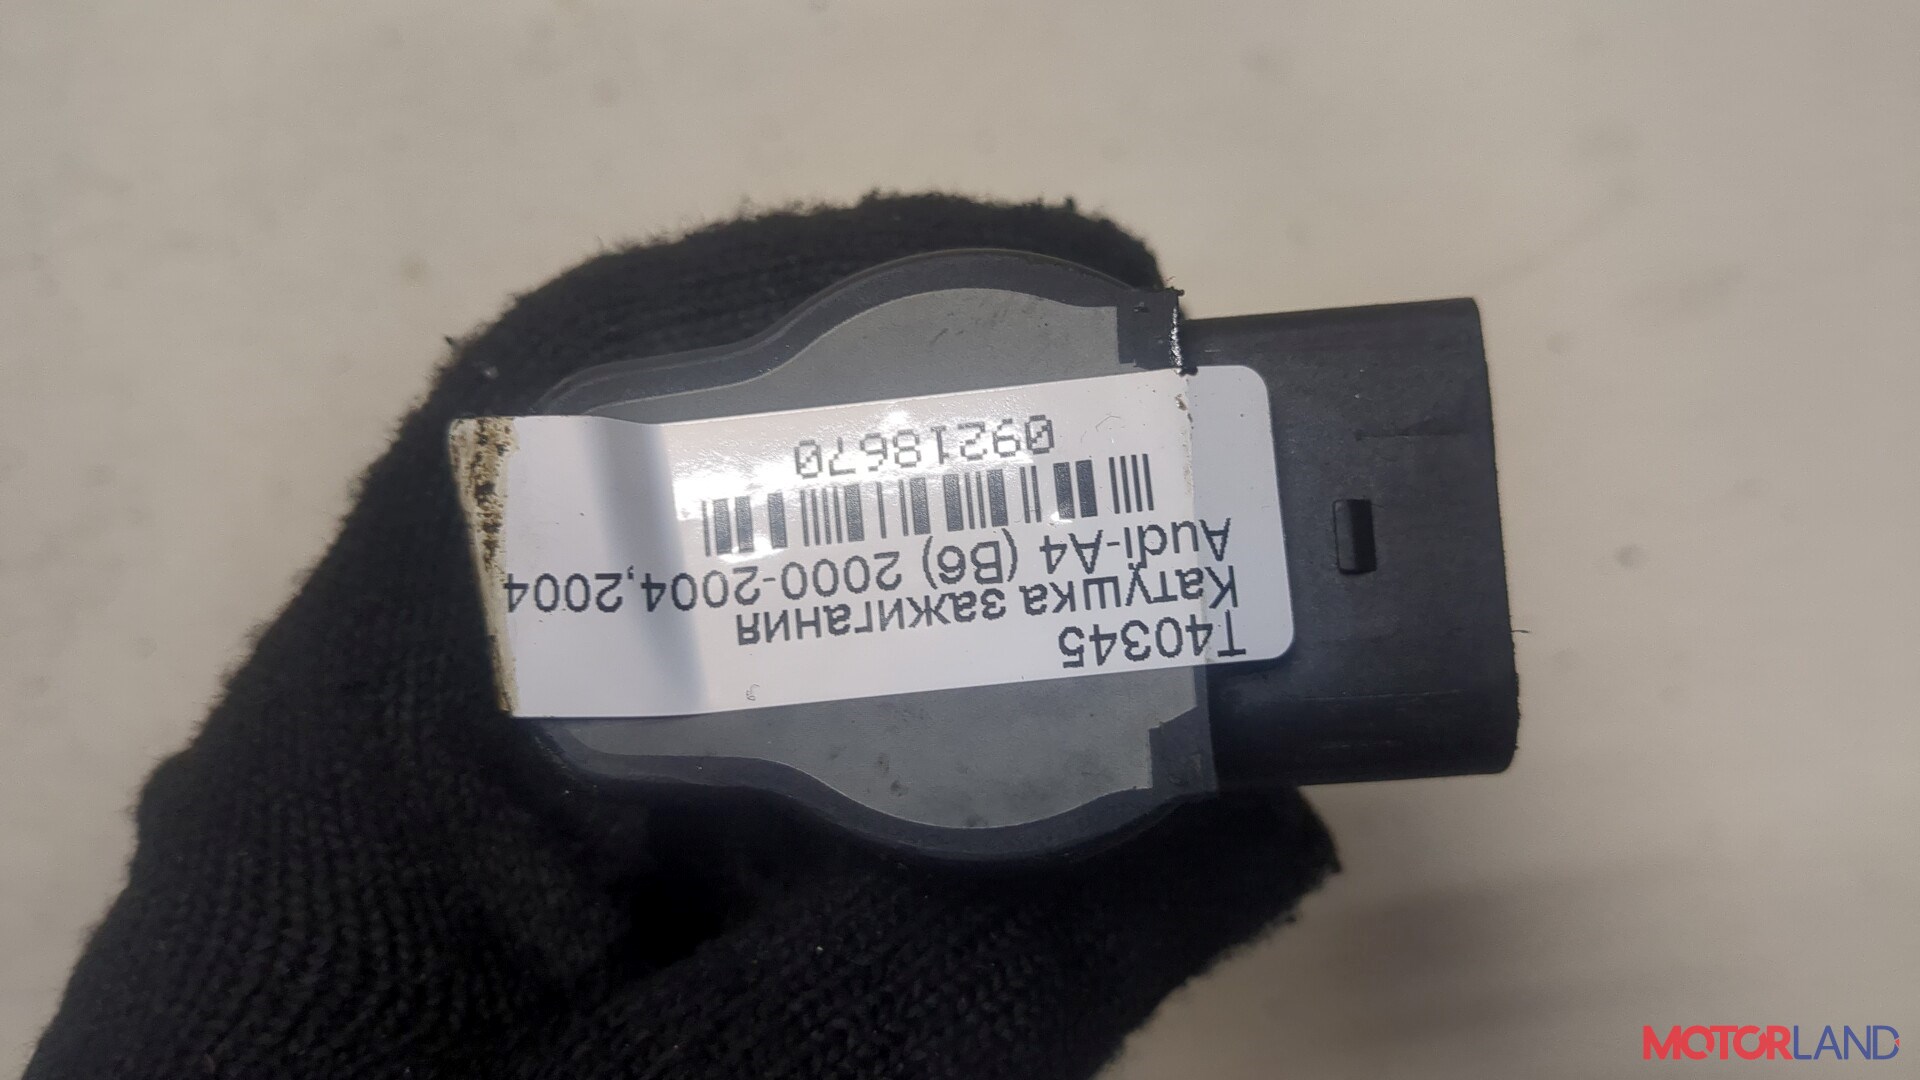 T40345
Катушка зажигания
Audi-A4 (B6) 2000-2004,2004
09218670
MOTORLAND